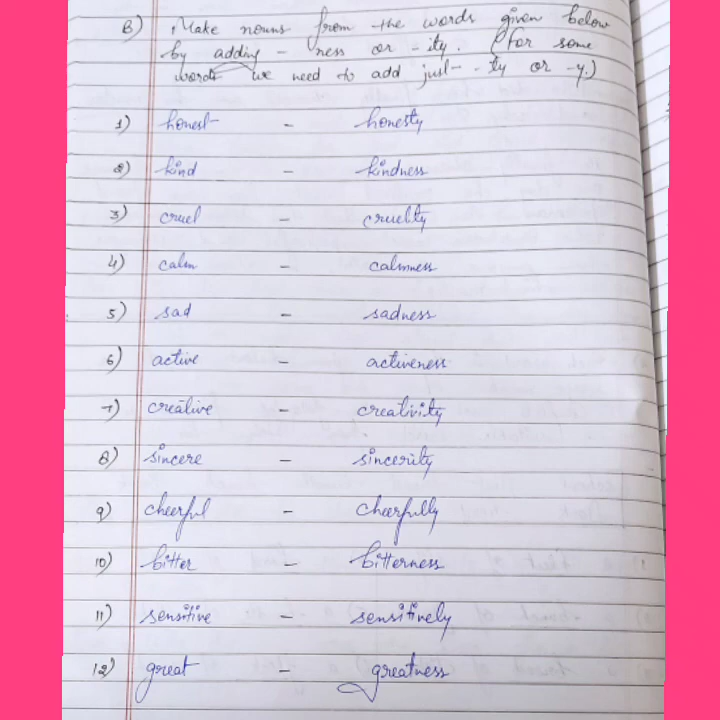 B) Make nouns from the words given below
by adding - ness or - ity. (For some
words we need to add just - ty or -y.)
1) honest - honesty
2) kind - kindness
3) cruel - cruelty
4) calm - calmness
5) sad - sadness
6) active - activeness
7) creative - creativity
8) sincere - sincerity
9) cheerful - cheerfully
10) bitter - bitterness
11) sensitive - sensitively
12) great - greatness